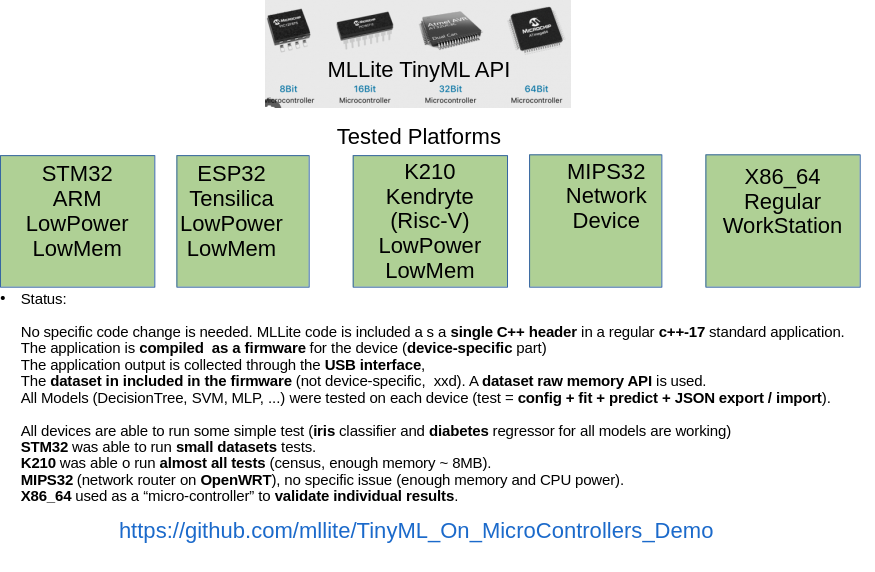 MICROCHIP
MICROCHIP
Atmel AVR
Dual Can
MICROCHIP
MLLite TinyML API
8Bit 16Bit 32Bit 64Bit
Microcontroller Microcontroller Microcontroller
Tested Platforms
STM32
ARM
LowPower
LowMem
ESP32
Tensilica
LowPower
LowMem
K210
Kendryte
(Risc-V)
LowPower
LowMem
MIPS32
Network
Device
X86_64
Regular
WorkStation
• Status:
No specific code change is needed. MLLite code is included a s a single C++ header in a regular c++-17 standard application.
The application is compiled as a firmware for the device (device-specific part)
The application output is collected through the USB interface,
The dataset in included in the firmware (not device-specific, xxd). A dataset raw memory API is used.
All Models (DecisionTree, SVM, MLP, ...) were tested on each device (test = config + fit + predict + JSON export / import).
All devices are able to run some simple test (iris classifier and diabetes regressor for all models are working)
STM32 was able to run small datasets tests.
K210 was able o run almost all tests (census, enough memory ~ 8MB).
MIPS32 (network router on OpenWRT), no specific issue (enough memory and CPU power).
X86_64 used as a “micro-controller” to validate individual results.
https://github.com/mllite/TinyML_On_MicroControllers_Demo